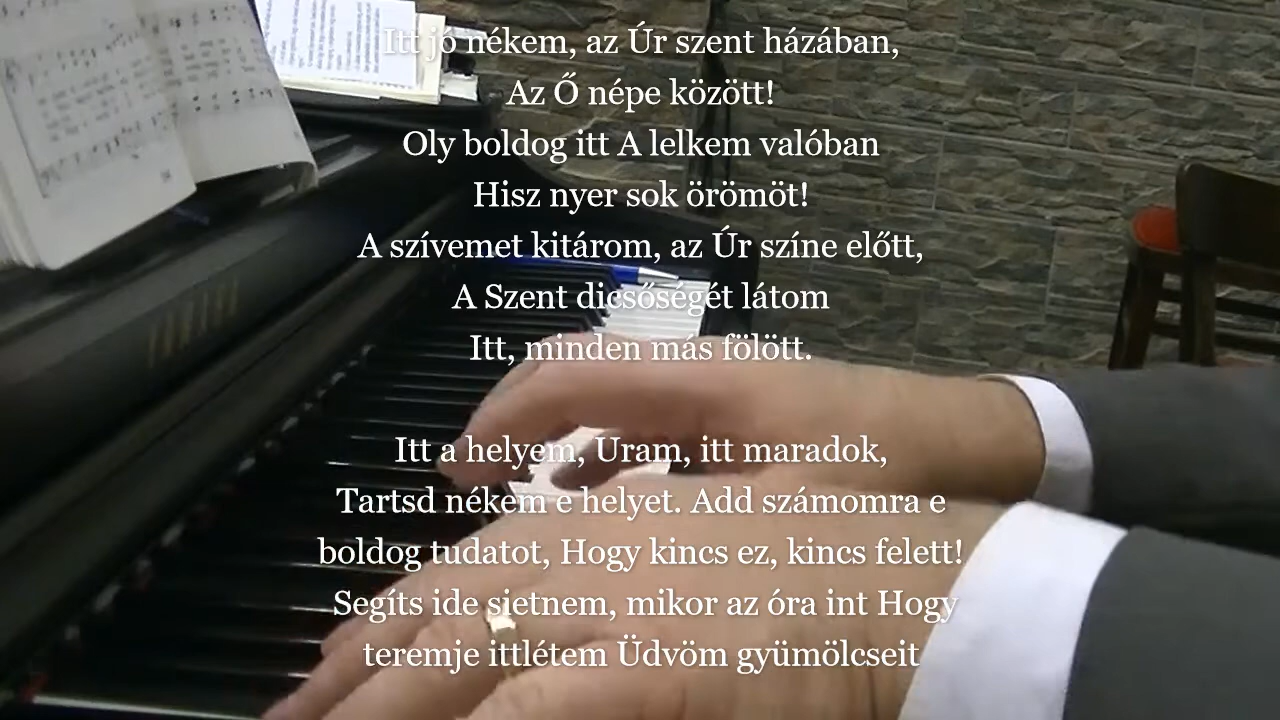 Itt jó nékem, az Úr szent házában,
Az Ő népe között!
Oly boldog itt A lelkem valóban
Hisz nyer sok örömöt!
A szívemet kitárom, az Úr színe előtt,
A Szent dicsőségét látom
Itt, minden más fölött.
Itt a helyem, Uram, itt maradok,
Tartsd nékem e helyet. Add számomra e
boldog tudatot, Hogy kincs ez, kincs felett!
Segíts ide sietnem, mikor az óra int Hogy
teremje ittlétem Üdvöm gyümölcseit